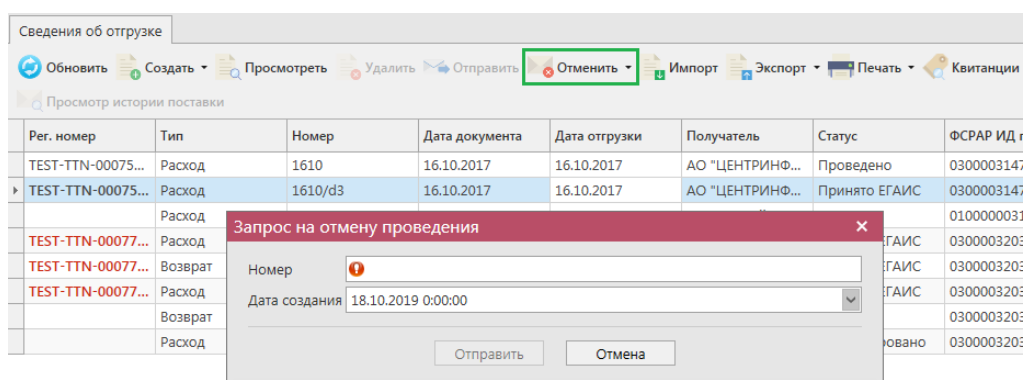 Сведения об отгрузке
Обновить Создать Просмотреть Удалить Отправить Отменить Импорт Экспорт Печать Квитанции
Просмотр истории поставки
Рег. номер Тип Номер Дата документа Дата отгрузки Получатель Статус ФСРАР ИД
TEST-TTN-00075... Расход 1610 16.10.2017 16.10.2017 АО "ЦЕНТРИНФ... Проведено 0300003147
TEST-TTN-00075... Расход 1610/d3 16.10.2017 16.10.2017 АО "ЦЕНТРИНФ... Принято ЕГАИС 0300003147
Расход 0100000031
Запрос на отмену проведения
TEST-TTN-00077... Расход ЕГАИС 0300003203
TEST-TTN-00077... Возврат ЕГАИС 0300003203
Номер
TEST-TTN-00077... Расход ЕГАИС 0300003203
Дата создания 18.10.2019 0:00:00
Возврат 0300003203
Расход овано 0300003203
Отправить Отмена